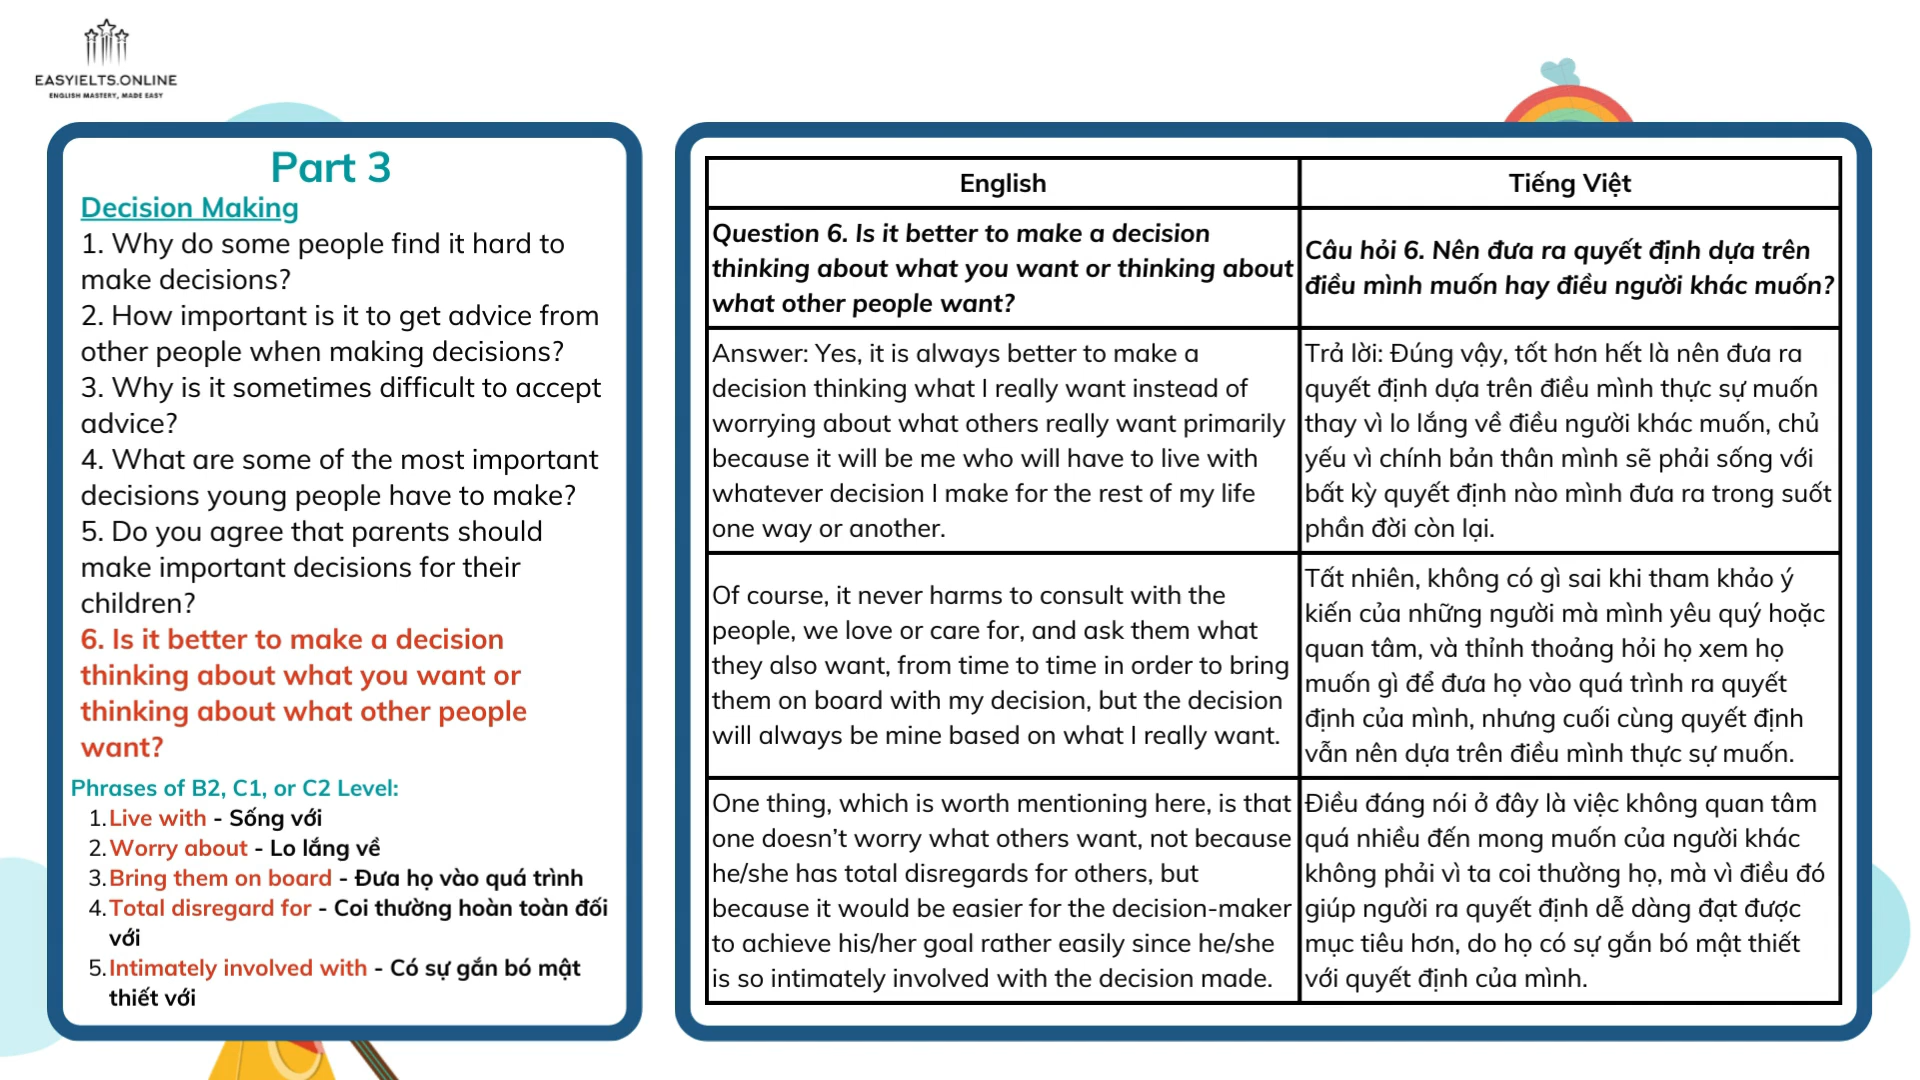 EASYIELTS.ONLINE
ENGLISH MASTERY, MADE EASY
Part 3
Decision Making
1. Why do some people find it hard to
make decisions?
2. How important is it to get advice from
other people when making decisions?
3. Why is it sometimes difficult to accept
advice?
4. What are some of the most important
decisions young people have to make?
5. Do you agree that parents should
make important decisions for their
children?
6. Is it better to make a decision
thinking about what you want or
thinking about what other people
want?
Phrases of B2, C1, or C2 Level:
1. Live with - Sống với
2. Worry about - Lo lắng về
3. Bring them on board - Đưa họ vào quá trình
4. Total disregard for - Coi thường hoàn toàn đối
với
5. Intimately involved with - Có sự gắn bó mật
thiết với
English
Tiếng Việt
Question 6. Is it better to make a decision
thinking about what you want or thinking about
what other people want?
Câu hỏi 6. Nên đưa ra quyết định dựa trên
điều mình muốn hay điều người khác muốn?
Answer: Yes, it is always better to make a
decision thinking what I really want instead of
worrying about what others really want primarily
because it will be me who will have to live with
whatever decision I make for the rest of my life
one way or another.
Trả lời: Đúng vậy, tốt hơn hết là nên đưa ra
quyết định dựa trên điều mình thực sự muốn
thay vì lo lắng về điều người khác muốn, chủ
yếu vì chính bản thân mình sẽ phải sống với
bất kỳ quyết định nào mình đưa ra trong suốt
phần đời còn lại.
Of course, it never harms to consult with the
people, we love or care for, and ask them what
they also want, from time to time in order to bring
them on board with my decision, but the decision
will always be mine based on what I really want.
Tất nhiên, không có gì sai khi tham khảo ý
kiến của những người mà mình yêu quý hoặc
quan tâm, và thỉnh thoảng hỏi họ xem họ
muốn gì để đưa họ vào quá trình ra quyết
định của mình, nhưng cuối cùng quyết định
vẫn nên dựa trên điều mình thực sự muốn.
One thing, which is worth mentioning here, is that
one doesn't worry what others want, not because
he/she has total disregards for others, but
because it would be easier for the decision-maker
to achieve his/her goal rather easily since he/she
is so intimately involved with the decision made.
Điều đáng nói ở đây là việc không quan tâm
quá nhiều đến mong muốn của người khác
không phải vì ta coi thường họ, mà vì điều đó
giúp người ra quyết định dễ dàng đạt được
mục tiêu hơn, do họ có sự gắn bó mật thiết
với quyết định của mình.